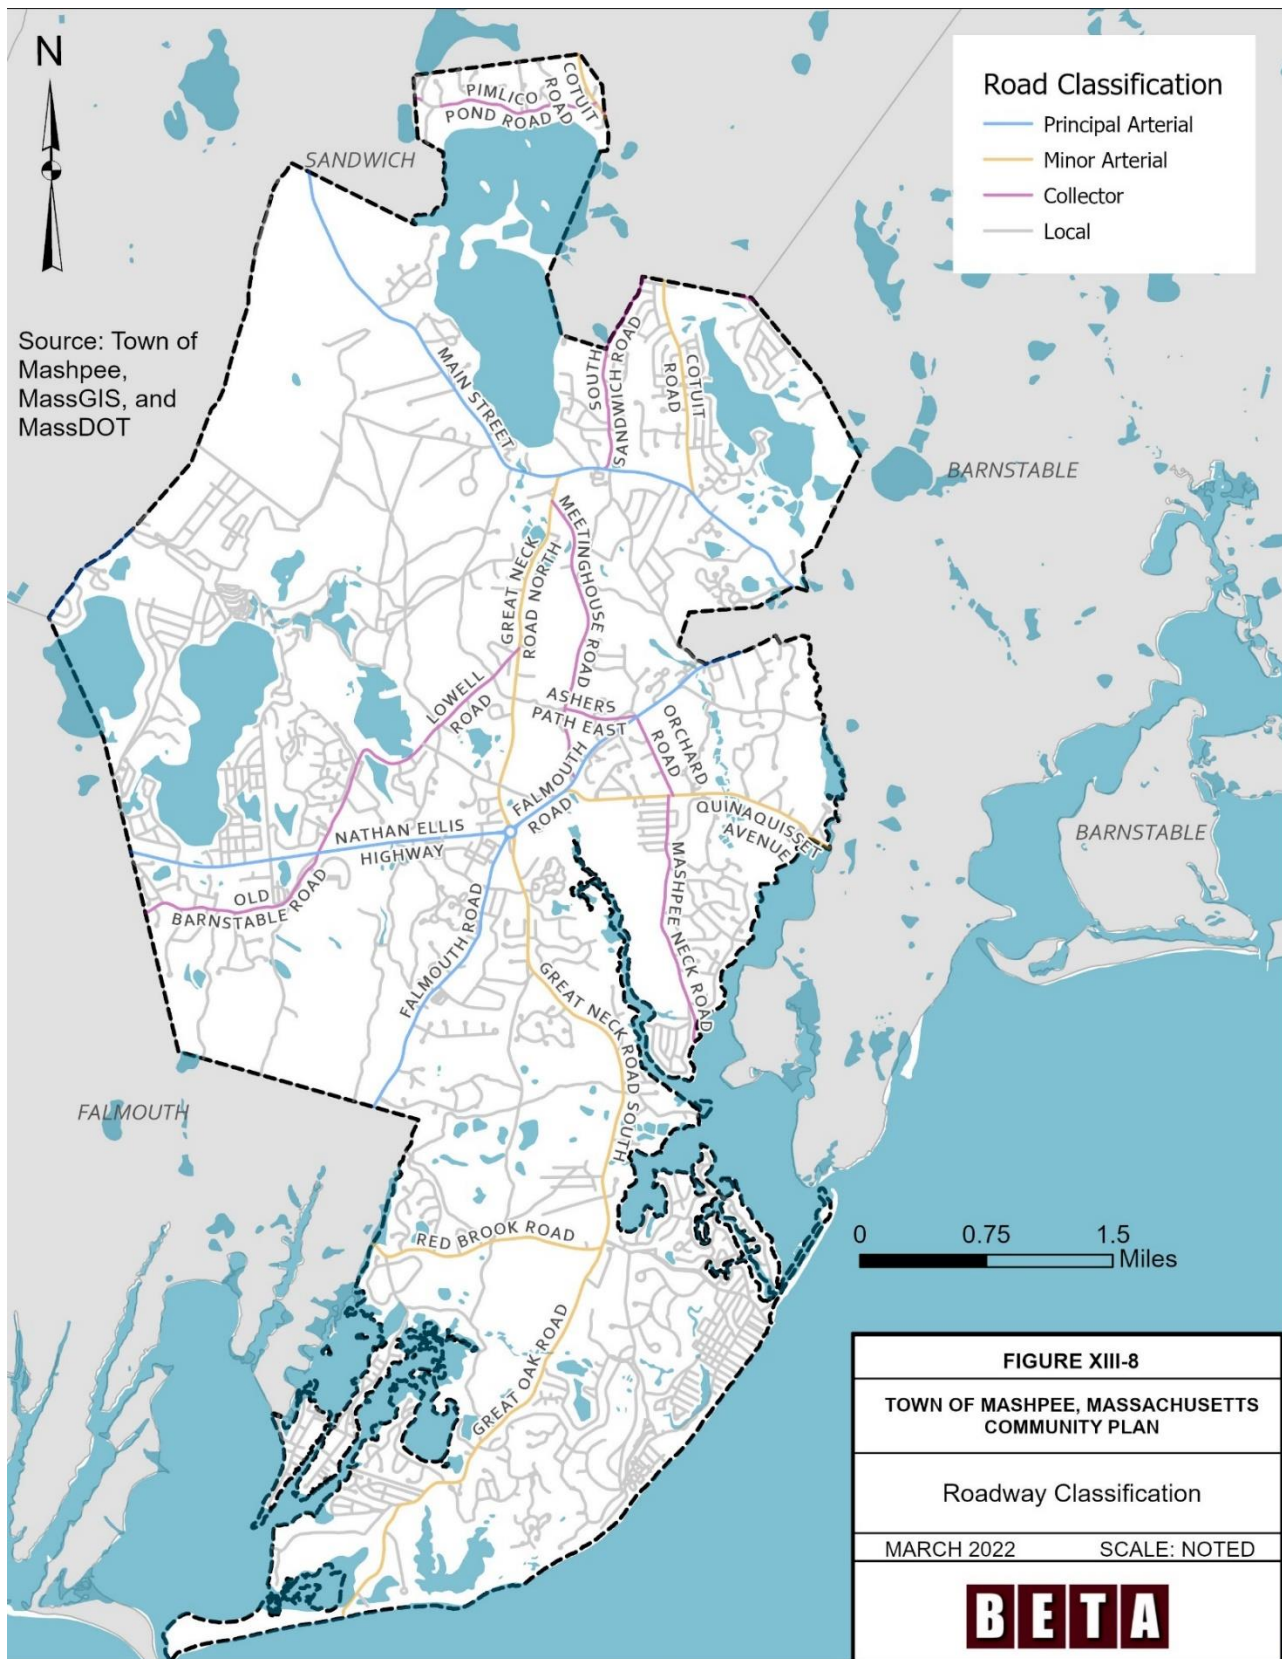 N
Road Classification
Principal Arterial
Minor Arterial
Collector
Local
Source: Town of
Mashpee,
MassGIS, and
MassDOT
SANDWICH
PIMLICO
POND ROAD
COTUIT
ROAD
MAIN STREET
SOUTH
SANDWICH ROAD
COTUIT
ROAD
BARNSTABLE
GREAT NECK
ROAD NORTH
MEETINGHOUSE ROAD
LOWELL
ROAD
ASHERS
PATH EAST
ORCHARD
ROAD
FALMOUTH
ROAD
QUINAQUISSET
AVENUE
NATHAN ELLIS
HIGHWAY
BARNSTABLE
OLD
BARNSTABLE ROAD
MASHPEE NECK ROAD
FALMOUTH ROAD
GREAT NECK ROAD SOUTH
FALMOUTH
RED BROOK ROAD
GREAT OAK ROAD
0 0.75 1.5
Miles
FIGURE XIII-8
TOWN OF MASHPEE, MASSACHUSETTS
COMMUNITY PLAN
Roadway Classification
MARCH 2022 SCALE: NOTED
BETA